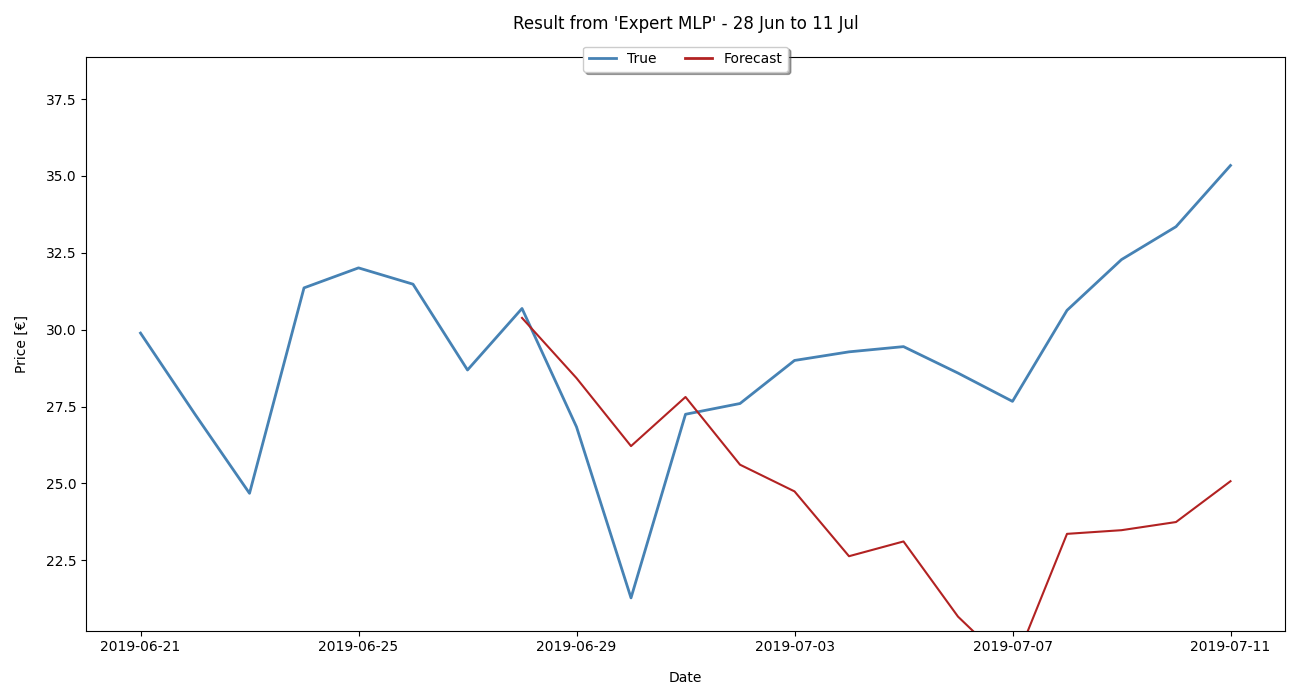 Result from 'Expert MLP' - 28 Jun to 11 Jul
True Forecast
Price [€]
37.5
35.0
32.5
30.0
27.5
25.0
22.5
2019-06-21 2019-06-25 2019-06-29 2019-07-03 2019-07-07 2019-07-11
Date